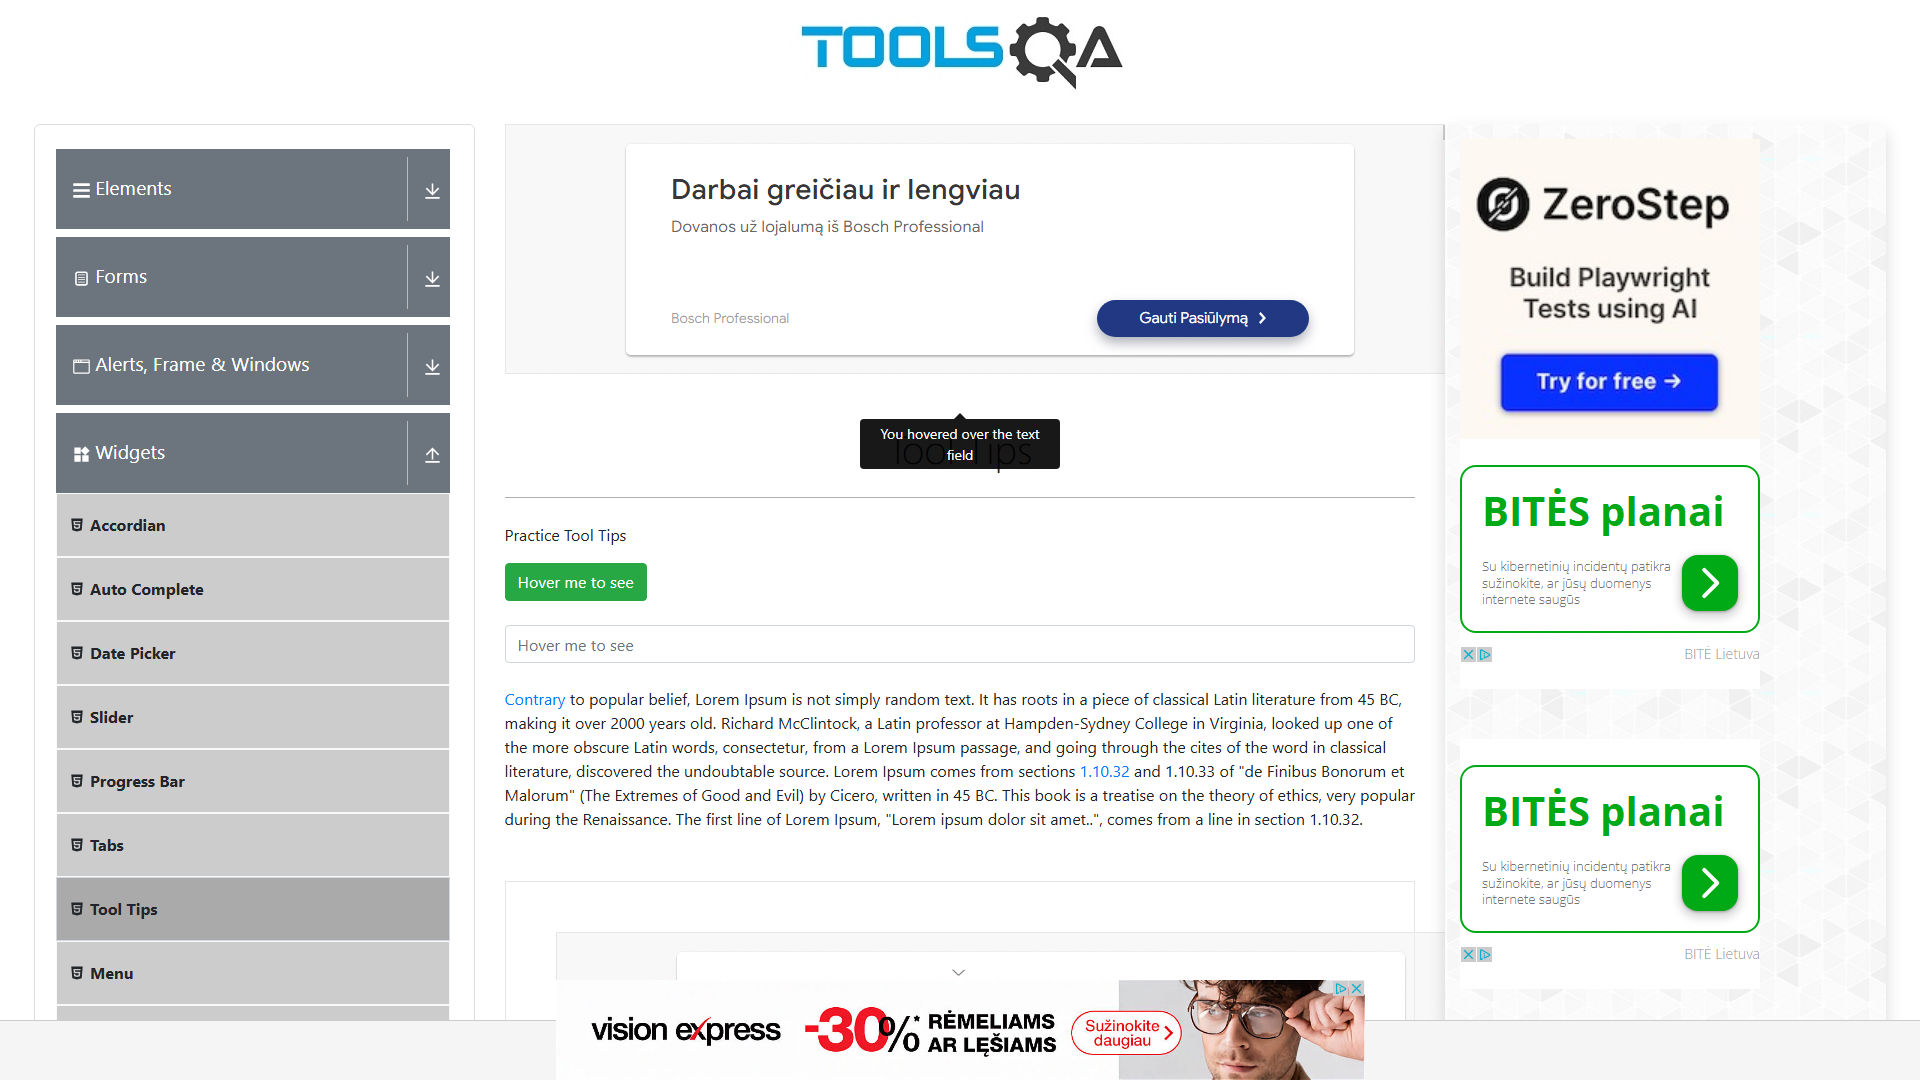 TOOLSQA
Elements
Forms
Alerts, Frame & Windows
Widgets
Accordian
Auto Complete
Date Picker
Slider
Progress Bar
Tabs
Tool Tips
Menu
Darbai greičiau ir lengviau
Dovanos už lojalumą iš Bosch Professional
Bosch Professional
Gauti Pasiūlymą
You hovered over the text
field
Tool Tips
Practice Tool Tips
Hover me to see
Hover me to see
Contrary to popular belief, Lorem Ipsum is not simply random text. It has roots in a piece of classical Latin literature from 45 BC,
making it over 2000 years old. Richard McClintock, a Latin professor at Hampden-Sydney College in Virginia, looked up one of
the more obscure Latin words, consectetur, from a Lorem Ipsum passage, and going through the cites of the word in classical
literature, discovered the undoubtable source. Lorem Ipsum comes from sections 1.10.32 and 1.10.33 of "de Finibus Bonorum et
Malorum" (The Extremes of Good and Evil) by Cicero, written in 45 BC. This book is a treatise on the theory of ethics, very popular
during the Renaissance. The first line of Lorem Ipsum, "Lorem ipsum dolor sit amet..", comes from a line in section 1.10.32.
ZeroStep
Build Playwright
Tests using AI
Try for free →
BITĖS planai
Su kibernetinių incidentų patikra
sužinokite, ar jūsų duomenys
internete saugūs
BITĖ Lietuva
BITĖS planai
Su kibernetinių incidentų patikra
sužinokite, ar jūsų duomenys
internete saugūs
BITĖ Lietuva
vision express
-30%* RĖMELIAMS
AR LĘŠIAMS
Sužinokite
daugiau